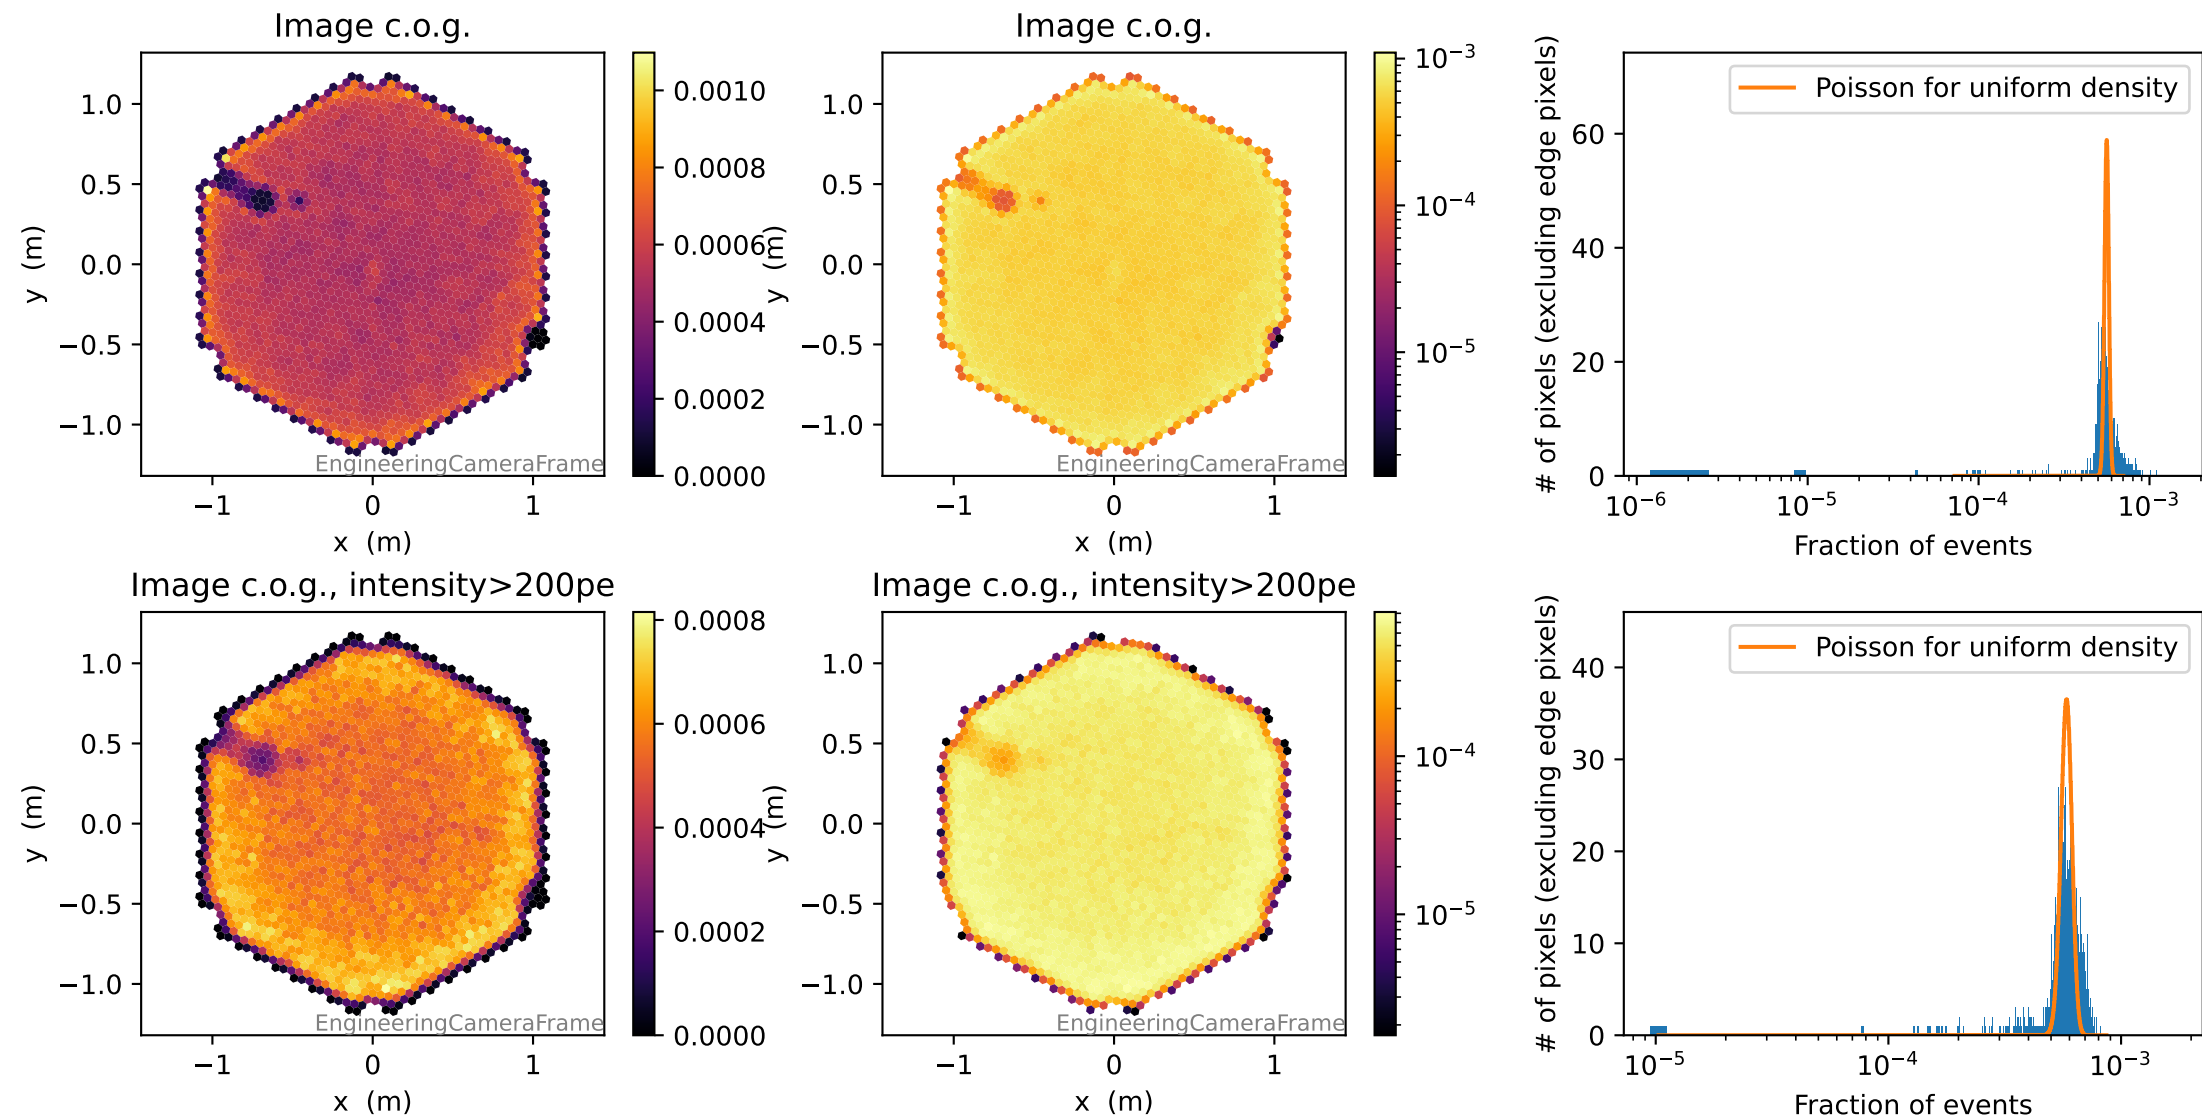 Image c.o.g.
1.0
0.5
0.0
−0.5
−1.0
y (m)
−1
0
1
x (m)
EngineeringCameraFrame
0.0010
0.0008
0.0006
0.0004
0.0002
0.0000
Image c.o.g.
1.0
0.5
0.0
−0.5
−1.0
y (m)
−1
0
1
x (m)
EngineeringCameraFrame
10⁻³
10⁻⁴
10⁻⁵
Poisson for uniform density
# of pixels (excluding edge pixels)
60
40
20
0
10⁻⁶
10⁻⁵
10⁻⁴
10⁻³
Fraction of events
Image c.o.g., intensity>200pe
1.0
0.5
0.0
−0.5
−1.0
y (m)
−1
0
1
x (m)
EngineeringCameraFrame
0.0008
0.0006
0.0004
0.0002
0.0000
Image c.o.g., intensity>200pe
1.0
0.5
0.0
−0.5
−1.0
y (m)
−1
0
1
x (m)
EngineeringCameraFrame
10⁻⁴
10⁻⁵
Poisson for uniform density
# of pixels (excluding edge pixels)
40
30
20
10
0
10⁻⁵
10⁻⁴
10⁻³
Fraction of events